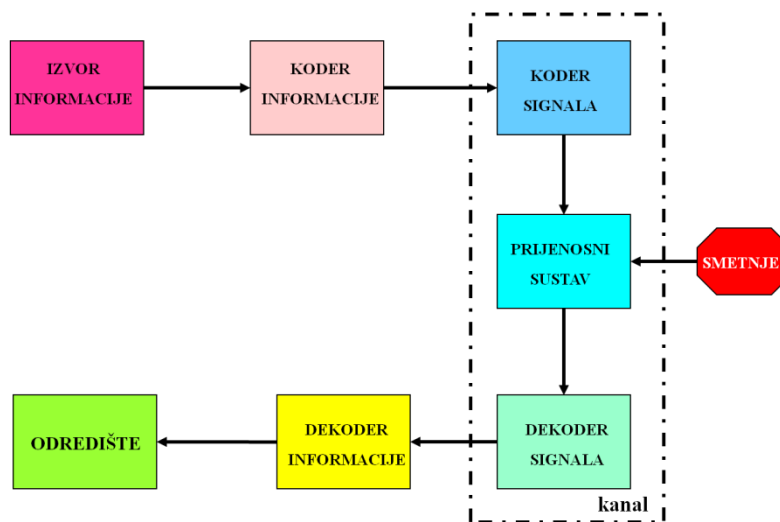 IZVOR
INFORMACIJE
KODER
INFORMACIJE
KODER
SIGNALA
PRIJENOSNI
SUSTAV
SMETNJE
ODREDIŠTE
DEKODER
INFORMACIJE
DEKODER
SIGNALA
kanal